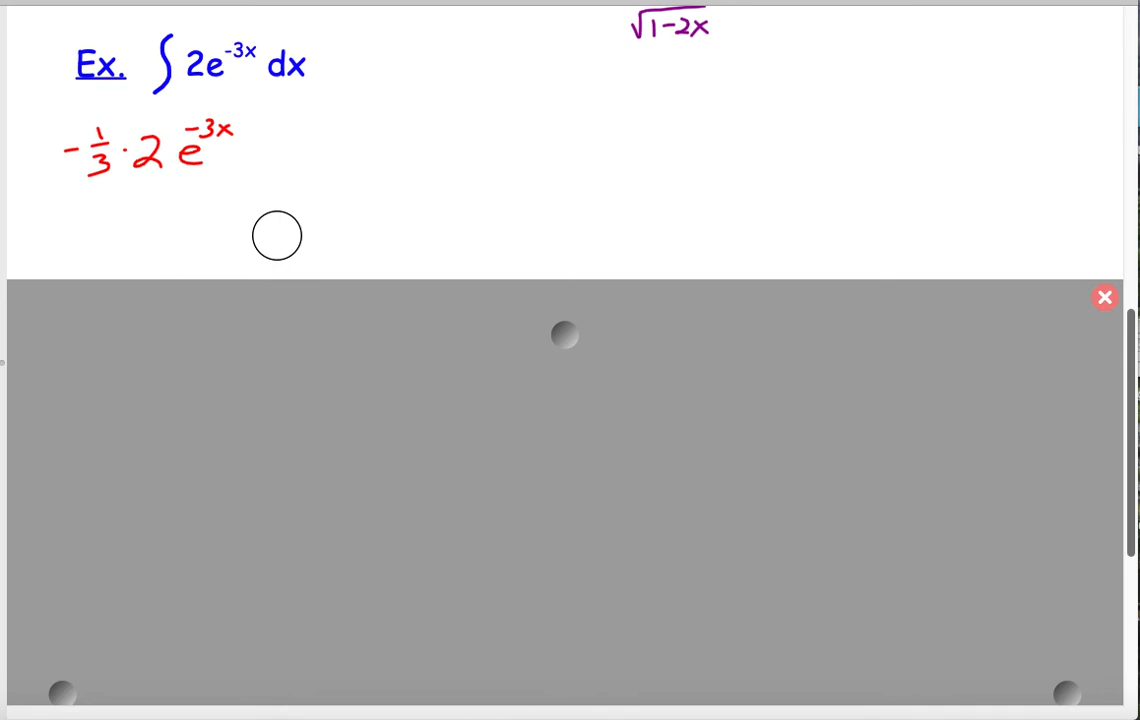 √1-2x
Ex. ∫ 2e^-3x dx
-1/3 · 2 e^-3x